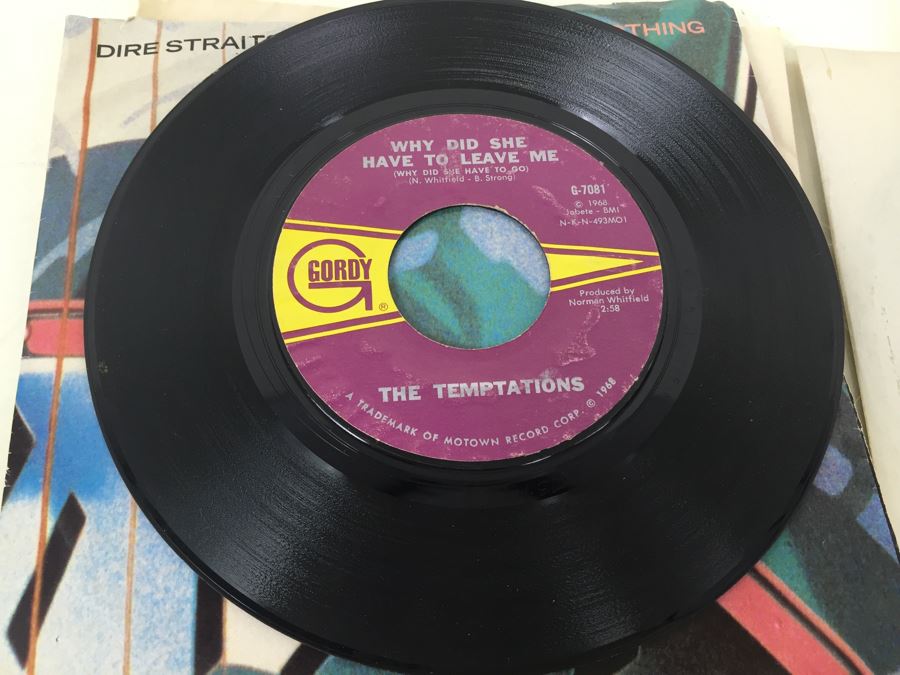 DIRE STRAITS
THING
WHY DID SHE
HAVE TO LEAVE ME
(WHY DID SHE HAVE TO GO)
(N. Whitfield - B. Strong)
G-7081
© 1968
Jobete - BMI
N-K-N-493MO1
GORDY
®
Produced by
Norman Whitfield
2:58
THE TEMPTATIONS
A TRADEMARK OF MOTOWN RECORD CORP. © 1968